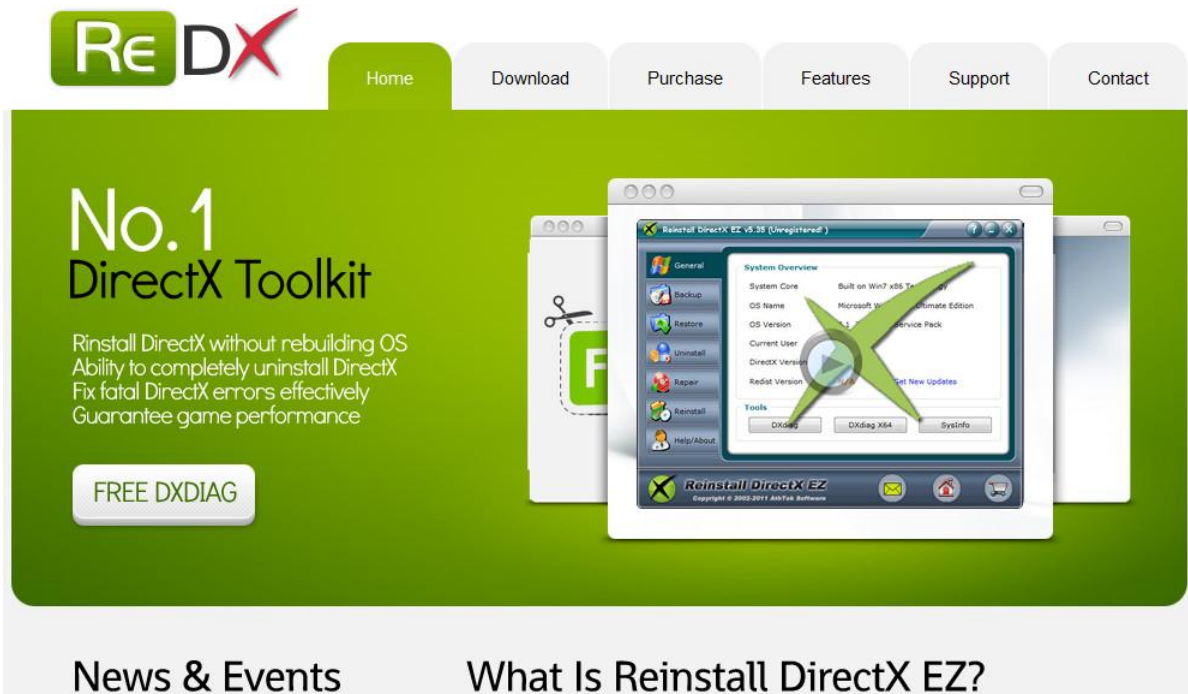 ReDX
Home
Download
Purchase
Features
Support
Contact
No.1
DirectX Toolkit
Rinstall DirectX without rebuilding OS
Ability to completely uninstall DirectX
Fix fatal DirectX errors effectively
Guarantee game performance
FREE DXDIAG
F
Reinstall DirectX EZ v5.35 (Unregistered! )
General
Backup
Restore
Uninstall
Repair
Reinstall
Help/About
System Overview
System Core Built on Win7 x86
OS Name Microsoft Ultimate Edition
OS Version Service Pack
Current User
DirectX Version
Redist Version Get New Updates
Tools
DXdiag
DXdiag X64
SysInfo
Reinstall DirectX EZ
Copyright © 2002-2011 AthTek Software
News & Events
What Is Reinstall DirectX EZ?